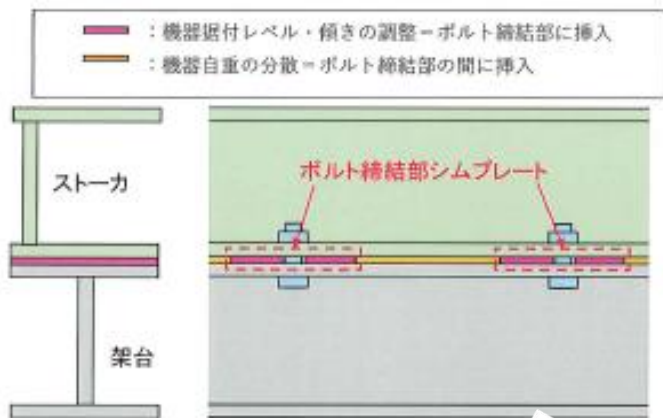 ：機器据付レベル・傾きの調整＝ボルト締結部に挿入
：機器自重の分散＝ボルト締結部の間に挿入
ストーカ
ボルト締結部シムプレート
架台